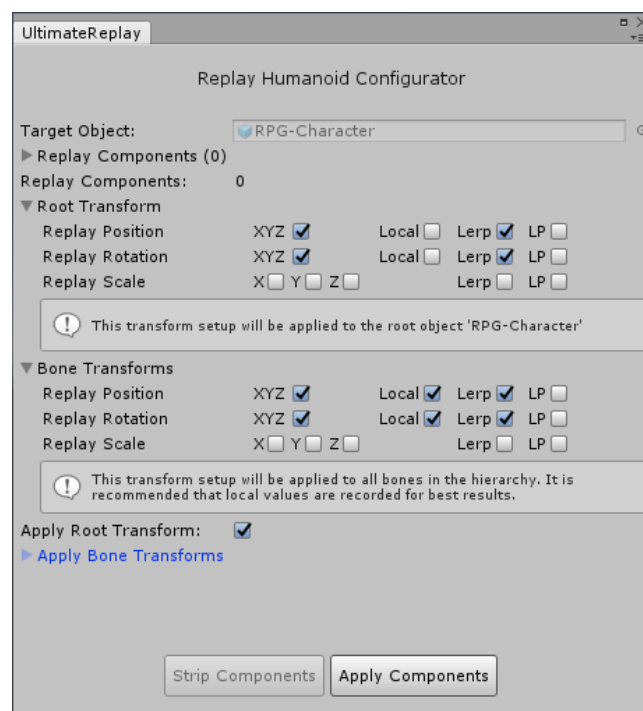 UltimateReplay
Replay Humanoid Configurator
Target Object: RPG-Character
Replay Components (0)
Replay Components: 0
Root Transform
Replay Position XYZ Local Lerp LP
Replay Rotation XYZ Local Lerp LP
Replay Scale X Y Z Lerp LP
This transform setup will be applied to the root object 'RPG-Character'
Bone Transforms
Replay Position XYZ Local Lerp LP
Replay Rotation XYZ Local Lerp LP
Replay Scale X Y Z Lerp LP
This transform setup will be applied to all bones in the hierarchy. It is
recommended that local values are recorded for best results.
Apply Root Transform:
Apply Bone Transforms
Strip Components Apply Components